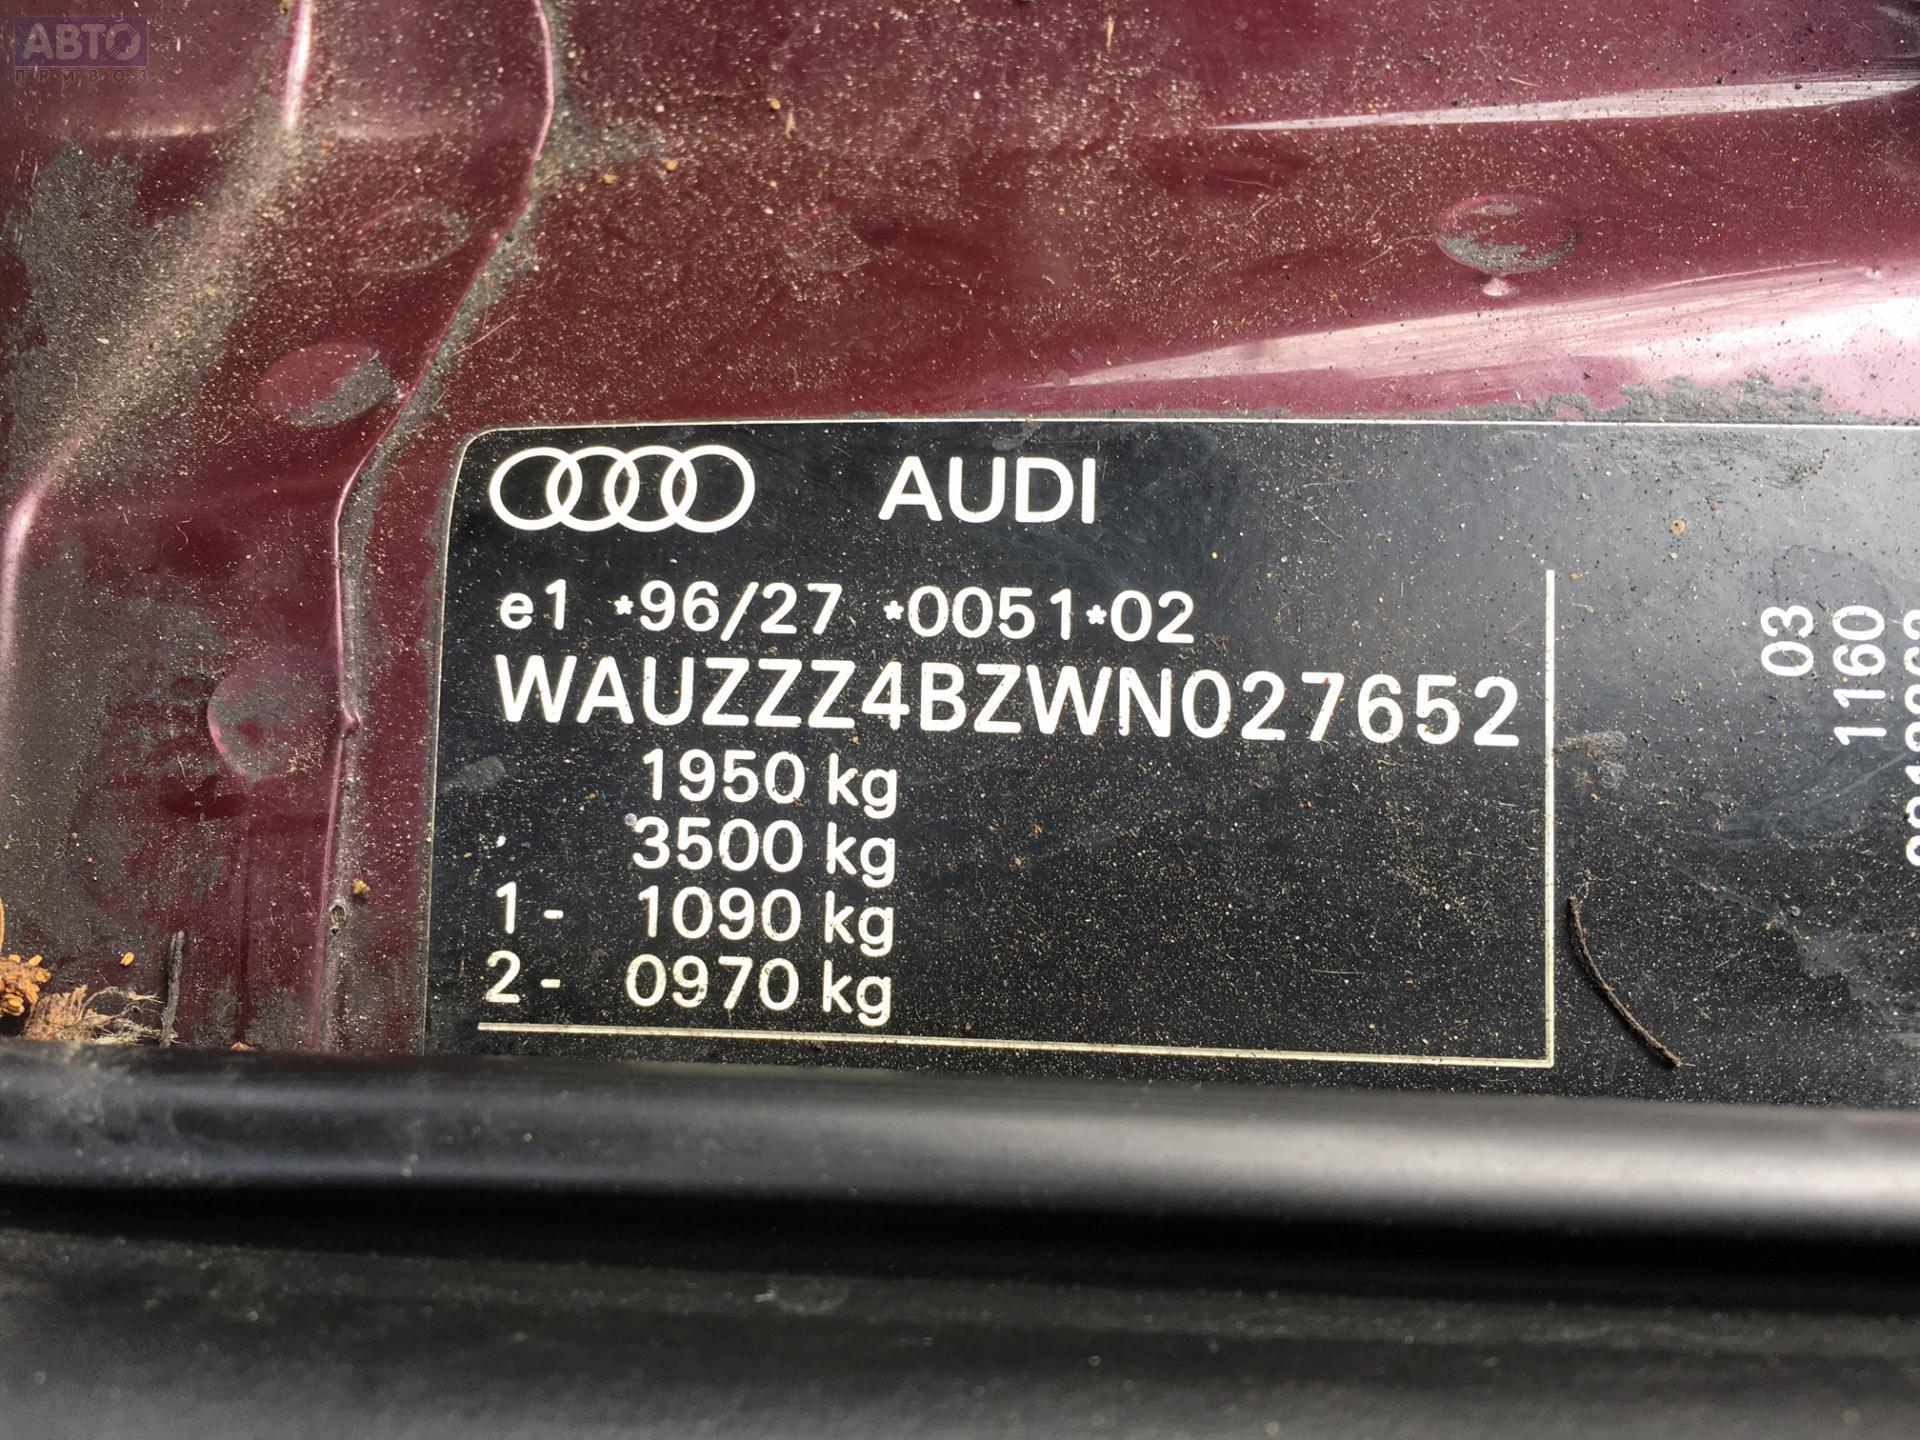 АВТО
ПРИВОЗ
AUDI
e1 *96/27 *0051*02
WAUZZZ4BZWN027652
1950 kg
3500 kg
1- 1090 kg
2- 0970 kg
03
1160